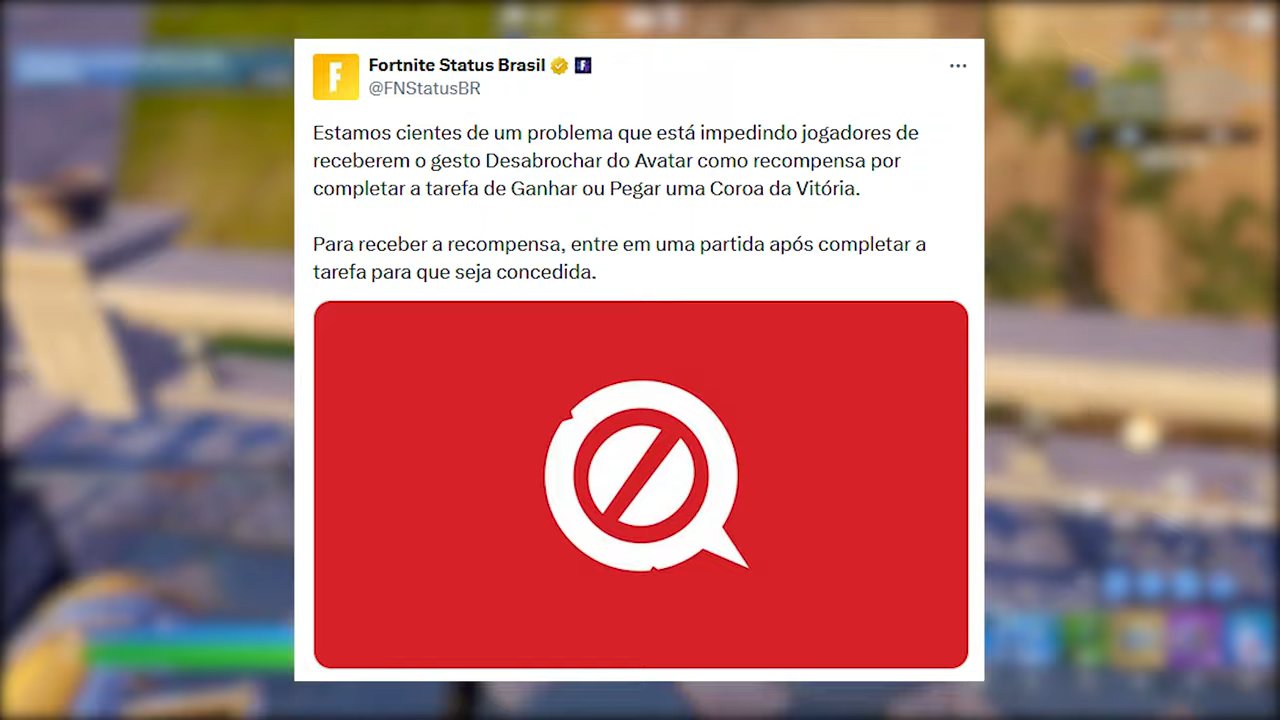 Fortnite Status Brasil
@FNStatusBR
Estamos cientes de um problema que está impedindo jogadores de
receberem o gesto Desabrochar do Avatar como recompensa por
completar a tarefa de Ganhar ou Pegar uma Coroa da Vitória.
Para receber a recompensa, entre em uma partida após completar a
tarefa para que seja concedida.